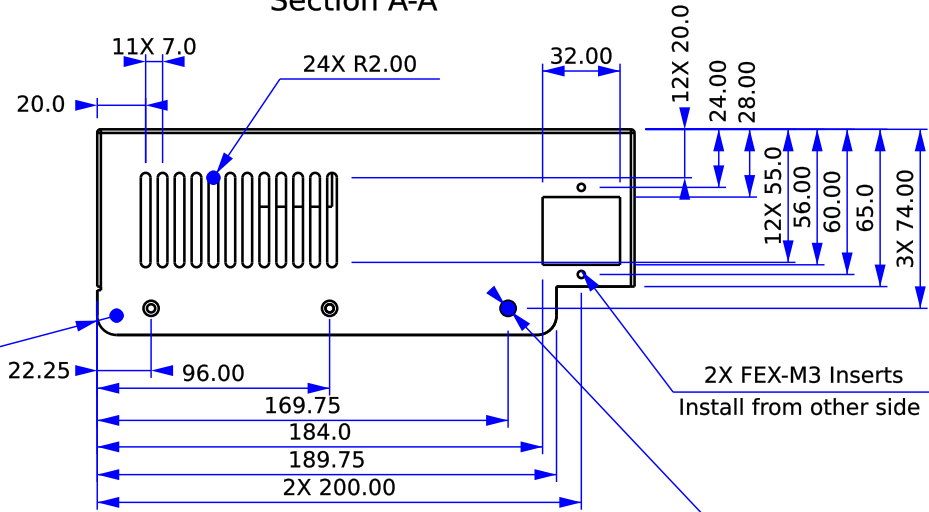 Section A-A
11X 7.0
24X R2.00
32.00
12X 20.0
24.00
28.00
20.0
12X 55.0
56.00
60.00
65.0
3X 74.00
22.25
96.00
169.75
184.0
189.75
2X 200.00
2X FEX-M3 Inserts
Install from other side